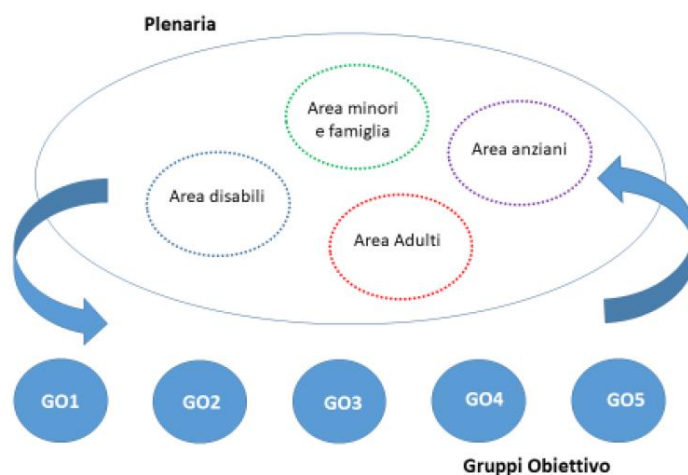 Plenaria
Area minori
e famiglia
Area anziani
Area disabili
Area Adulti
GO1
GO2
GO3
GO4
GO5
Gruppi Obiettivo